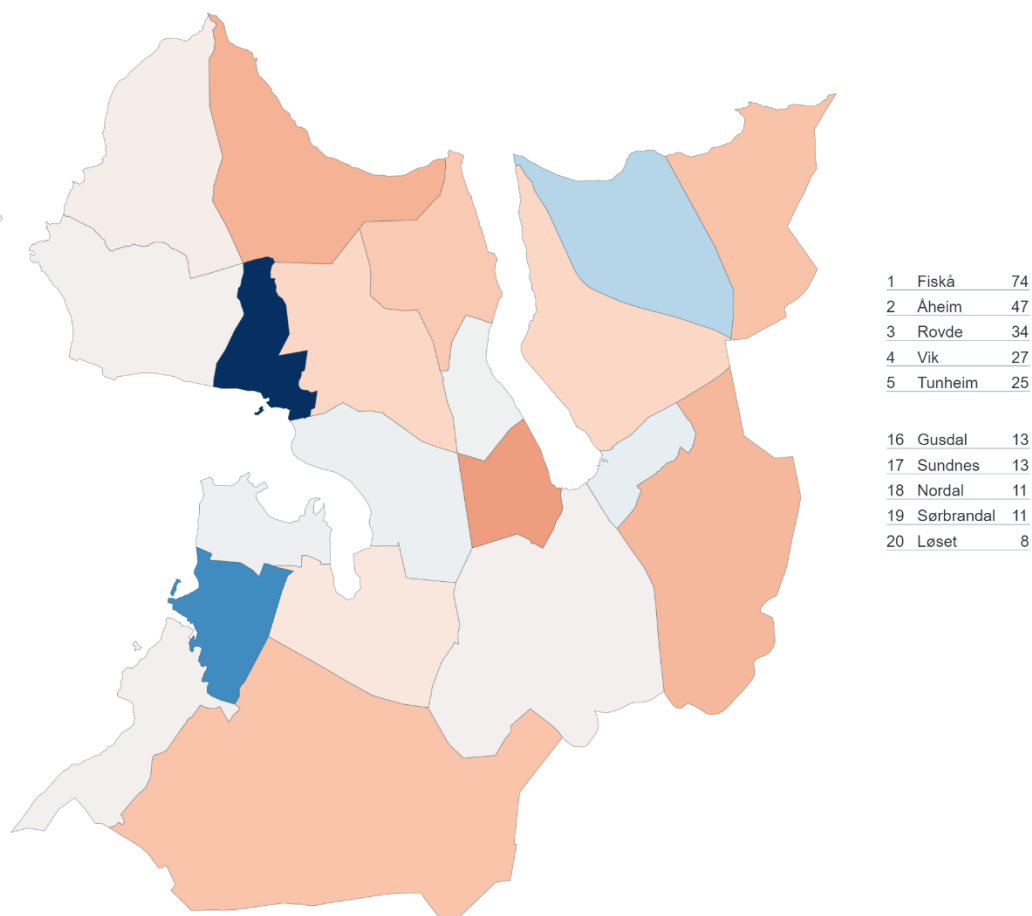 1 Fiskå 74
2 Åheim 47
3 Rovde 34
4 Vik 27
5 Tunheim 25
16 Gusdal 13
17 Sundnes 13
18 Nordal 11
19 Sørbrandal 11
20 Løset 8